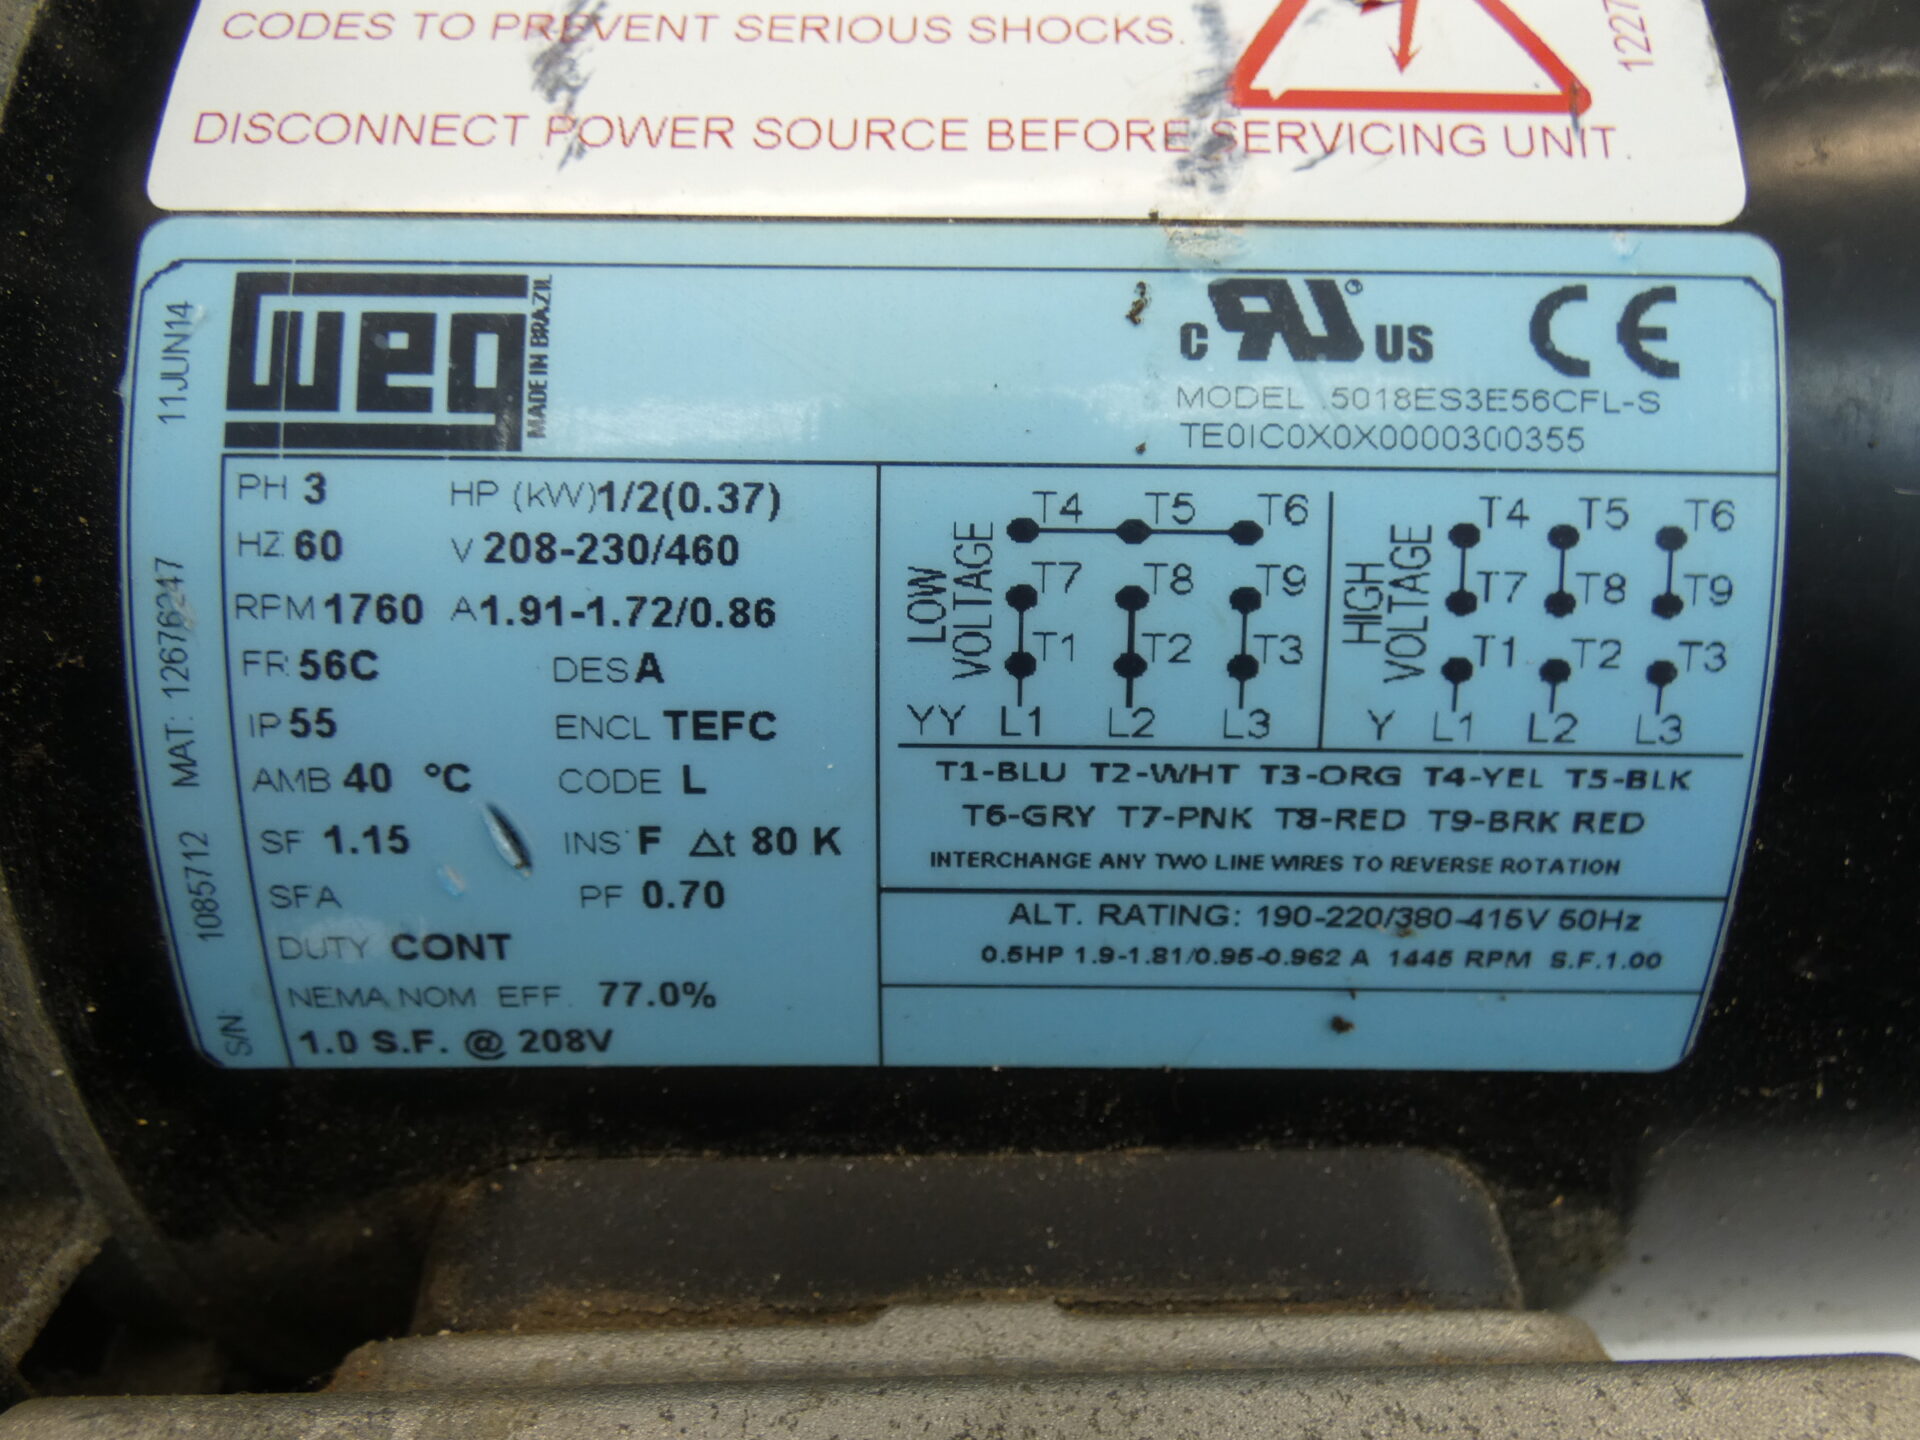 CODES TO PREVENT SERIOUS SHOCKS.
DISCONNECT POWER SOURCE BEFORE SERVICING UNIT.
1227
11JUN14
MAT: 12676247
S/N 1085712
weg
MADE IN BRAZIL
c RU ® US CE
MODEL .5018ES3E56CFL-S
TE0IC0X0X0000300355
PH 3 HP (kW) 1/2(0.37)
HZ 60 V 208-230/460
RPM 1760 A 1.91-1.72/0.86
FR 56C DES A
IP 55 ENCL TEFC
AMB 40 °C CODE L
SF 1.15 INS F Δt 80 K
SFA PF 0.70
DUTY CONT
NEMA NOM EFF. 77.0%
1.0 S.F. @ 208V
LOW VOLTAGE
T4 T5 T6
T7 T8 T9
T1 T2 T3
YY L1 L2 L3
HIGH VOLTAGE
T4 T5 T6
T7 T8 T9
T1 T2 T3
Y L1 L2 L3
T1-BLU T2-WHT T3-ORG T4-YEL T5-BLK
T6-GRY T7-PNK T8-RED T9-BRK RED
INTERCHANGE ANY TWO LINE WIRES TO REVERSE ROTATION
ALT. RATING: 190-220/380-415V 50Hz
0.5HP 1.9-1.81/0.95-0.962 A 1445 RPM S.F.1.00